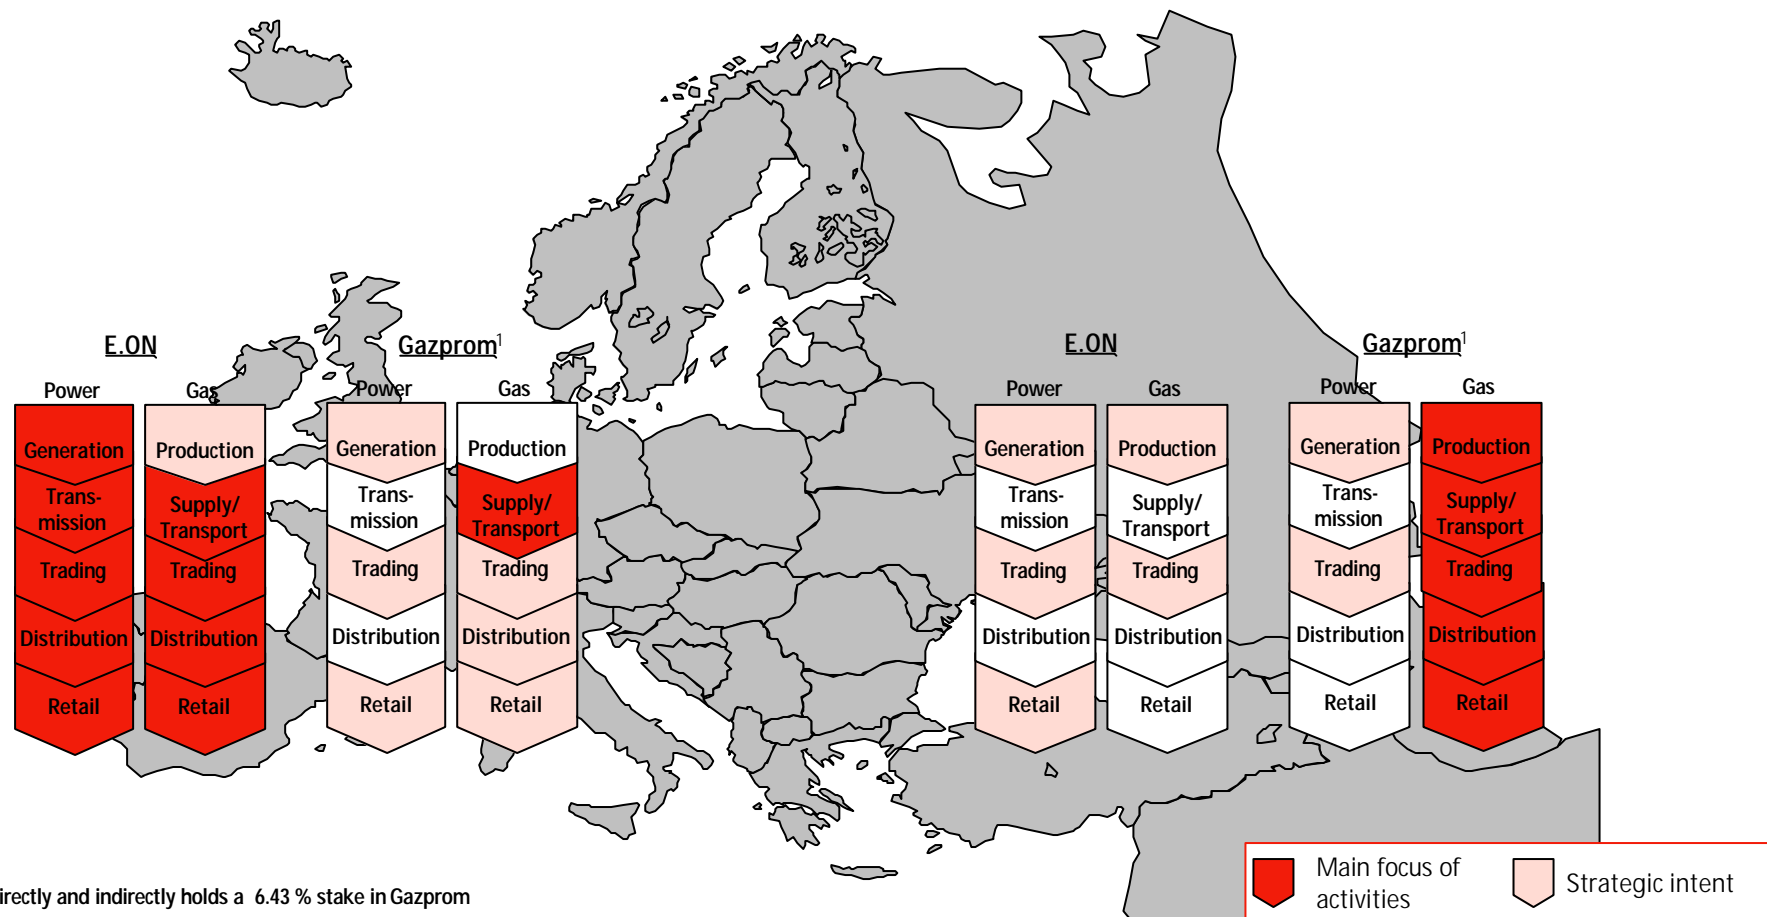 E.ON
Gazprom1
E.ON
Gazprom1
Power
Gas
Power
Gas
Power
Gas
Power
Gas
Generation
Trans-
mission
Trading
Distribution
Retail
Production
Supply/
Transport
Trading
Distribution
Retail
Generation
Trans-
mission
Trading
Distribution
Retail
Production
Supply/
Transport
Trading
Distribution
Retail
Generation
Trans-
mission
Trading
Distribution
Retail
Production
Supply/
Transport
Trading
Distribution
Retail
Generation
Trans-
mission
Trading
Distribution
Retail
Production
Supply/
Transport
Trading
Distribution
Retail
Main focus of
activities
Strategic intent
and indirectly holds a 6.43 % stake in Gazprom